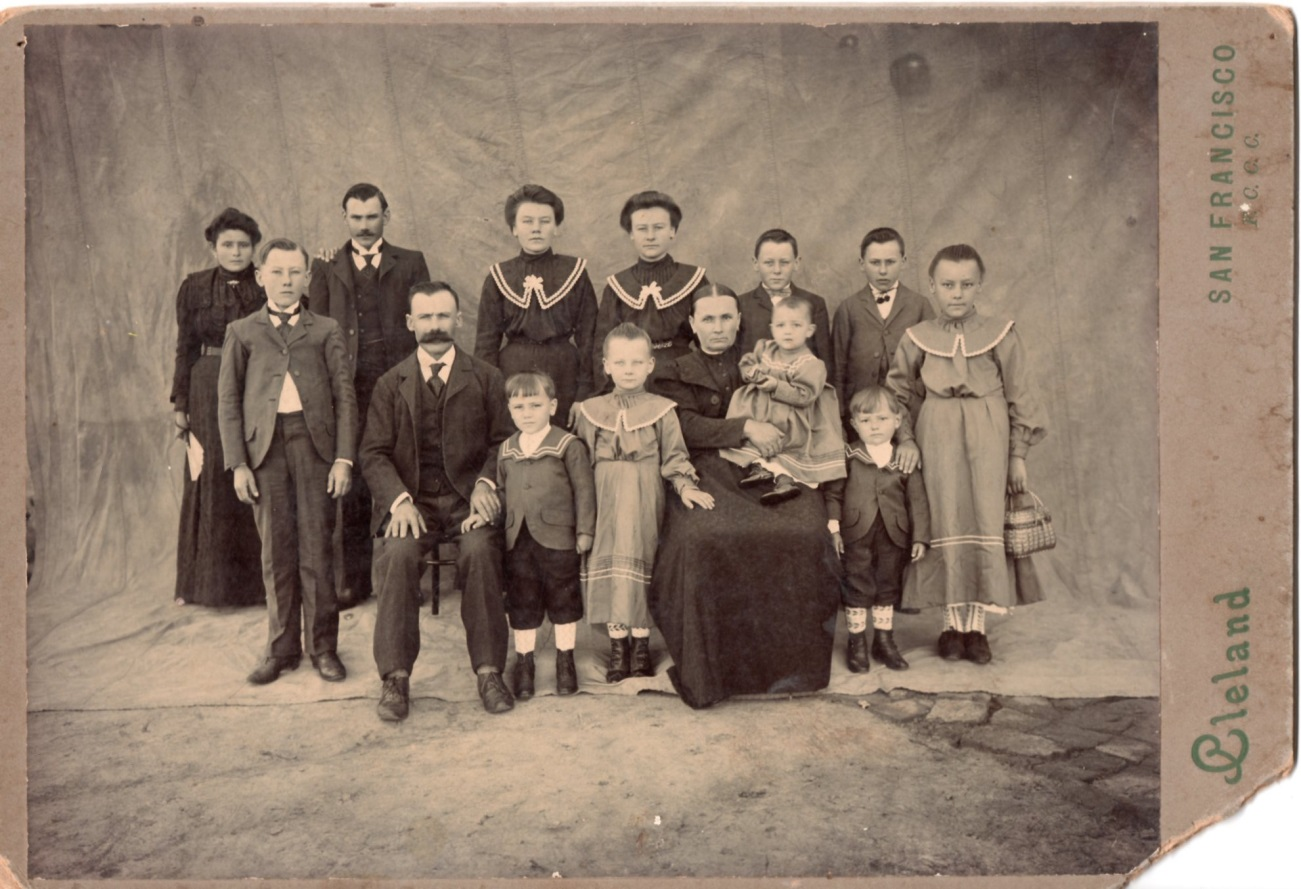 Cleland
SAN FRANCISCO
C. C. C.